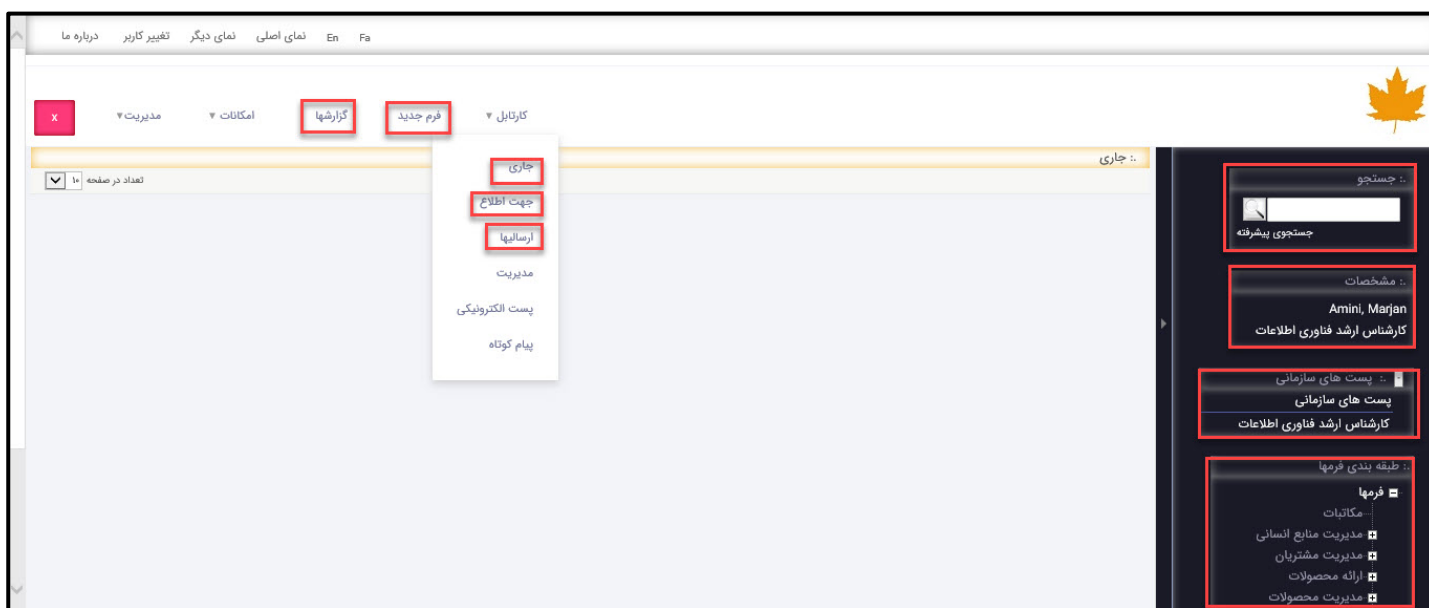 درباره ما تغییر کاربر نمای دیگر نمای اصلی En Fa
کارتابل ▼ فرم جدید گزارشها امکانات ▼ مدیریت ▼ x
جاری
جهت اطلاع
ارسالیها
مدیریت
پست الکترونیکی
پیام کوتاه
.: جاری
تعداد در صفحه ۱۰
.: جستجو
جستجوی پیشرفته
.: مشخصات
Amini, Marjan
کارشناس ارشد فناوری اطلاعات
.: پست های سازمانی
پست های سازمانی
کارشناس ارشد فناوری اطلاعات
.: طبقه بندی فرمها
فرمها
مکاتبات
مدیریت منابع انسانی
مدیریت مشتریان
ارائه محصولات
مدیریت محصولات